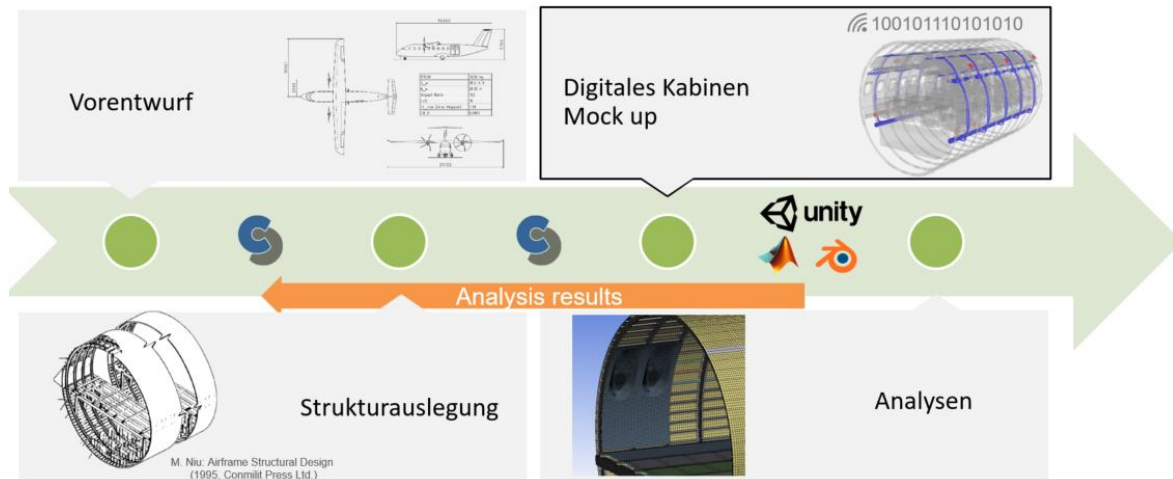 Vorentwurf
100101110101010
Digitales Kabinen
Mock up
unity
Analysis results
Strukturauslegung
M. Niu: Airframe Structural Design
(1995, Conmilit Press Ltd.)
Analysen